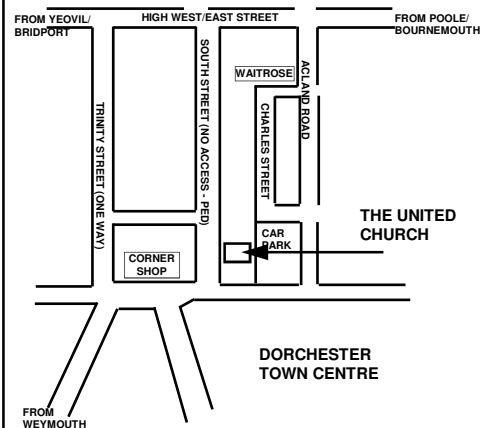 FROM YEOVIL/
BRIDPORT
HIGH WEST/EAST STREET
FROM POOLE/
BOURNEMOUTH
TRINITY STREET (ONE WAY)
SOUTH STREET (NO ACCESS - PED)
WAITROSE
CHARLES STREET
ACLAND ROAD
THE UNITED
CHURCH
CAR
PARK
CORNER
SHOP
DORCHESTER
TOWN CENTRE
FROM
WEYMOUTH